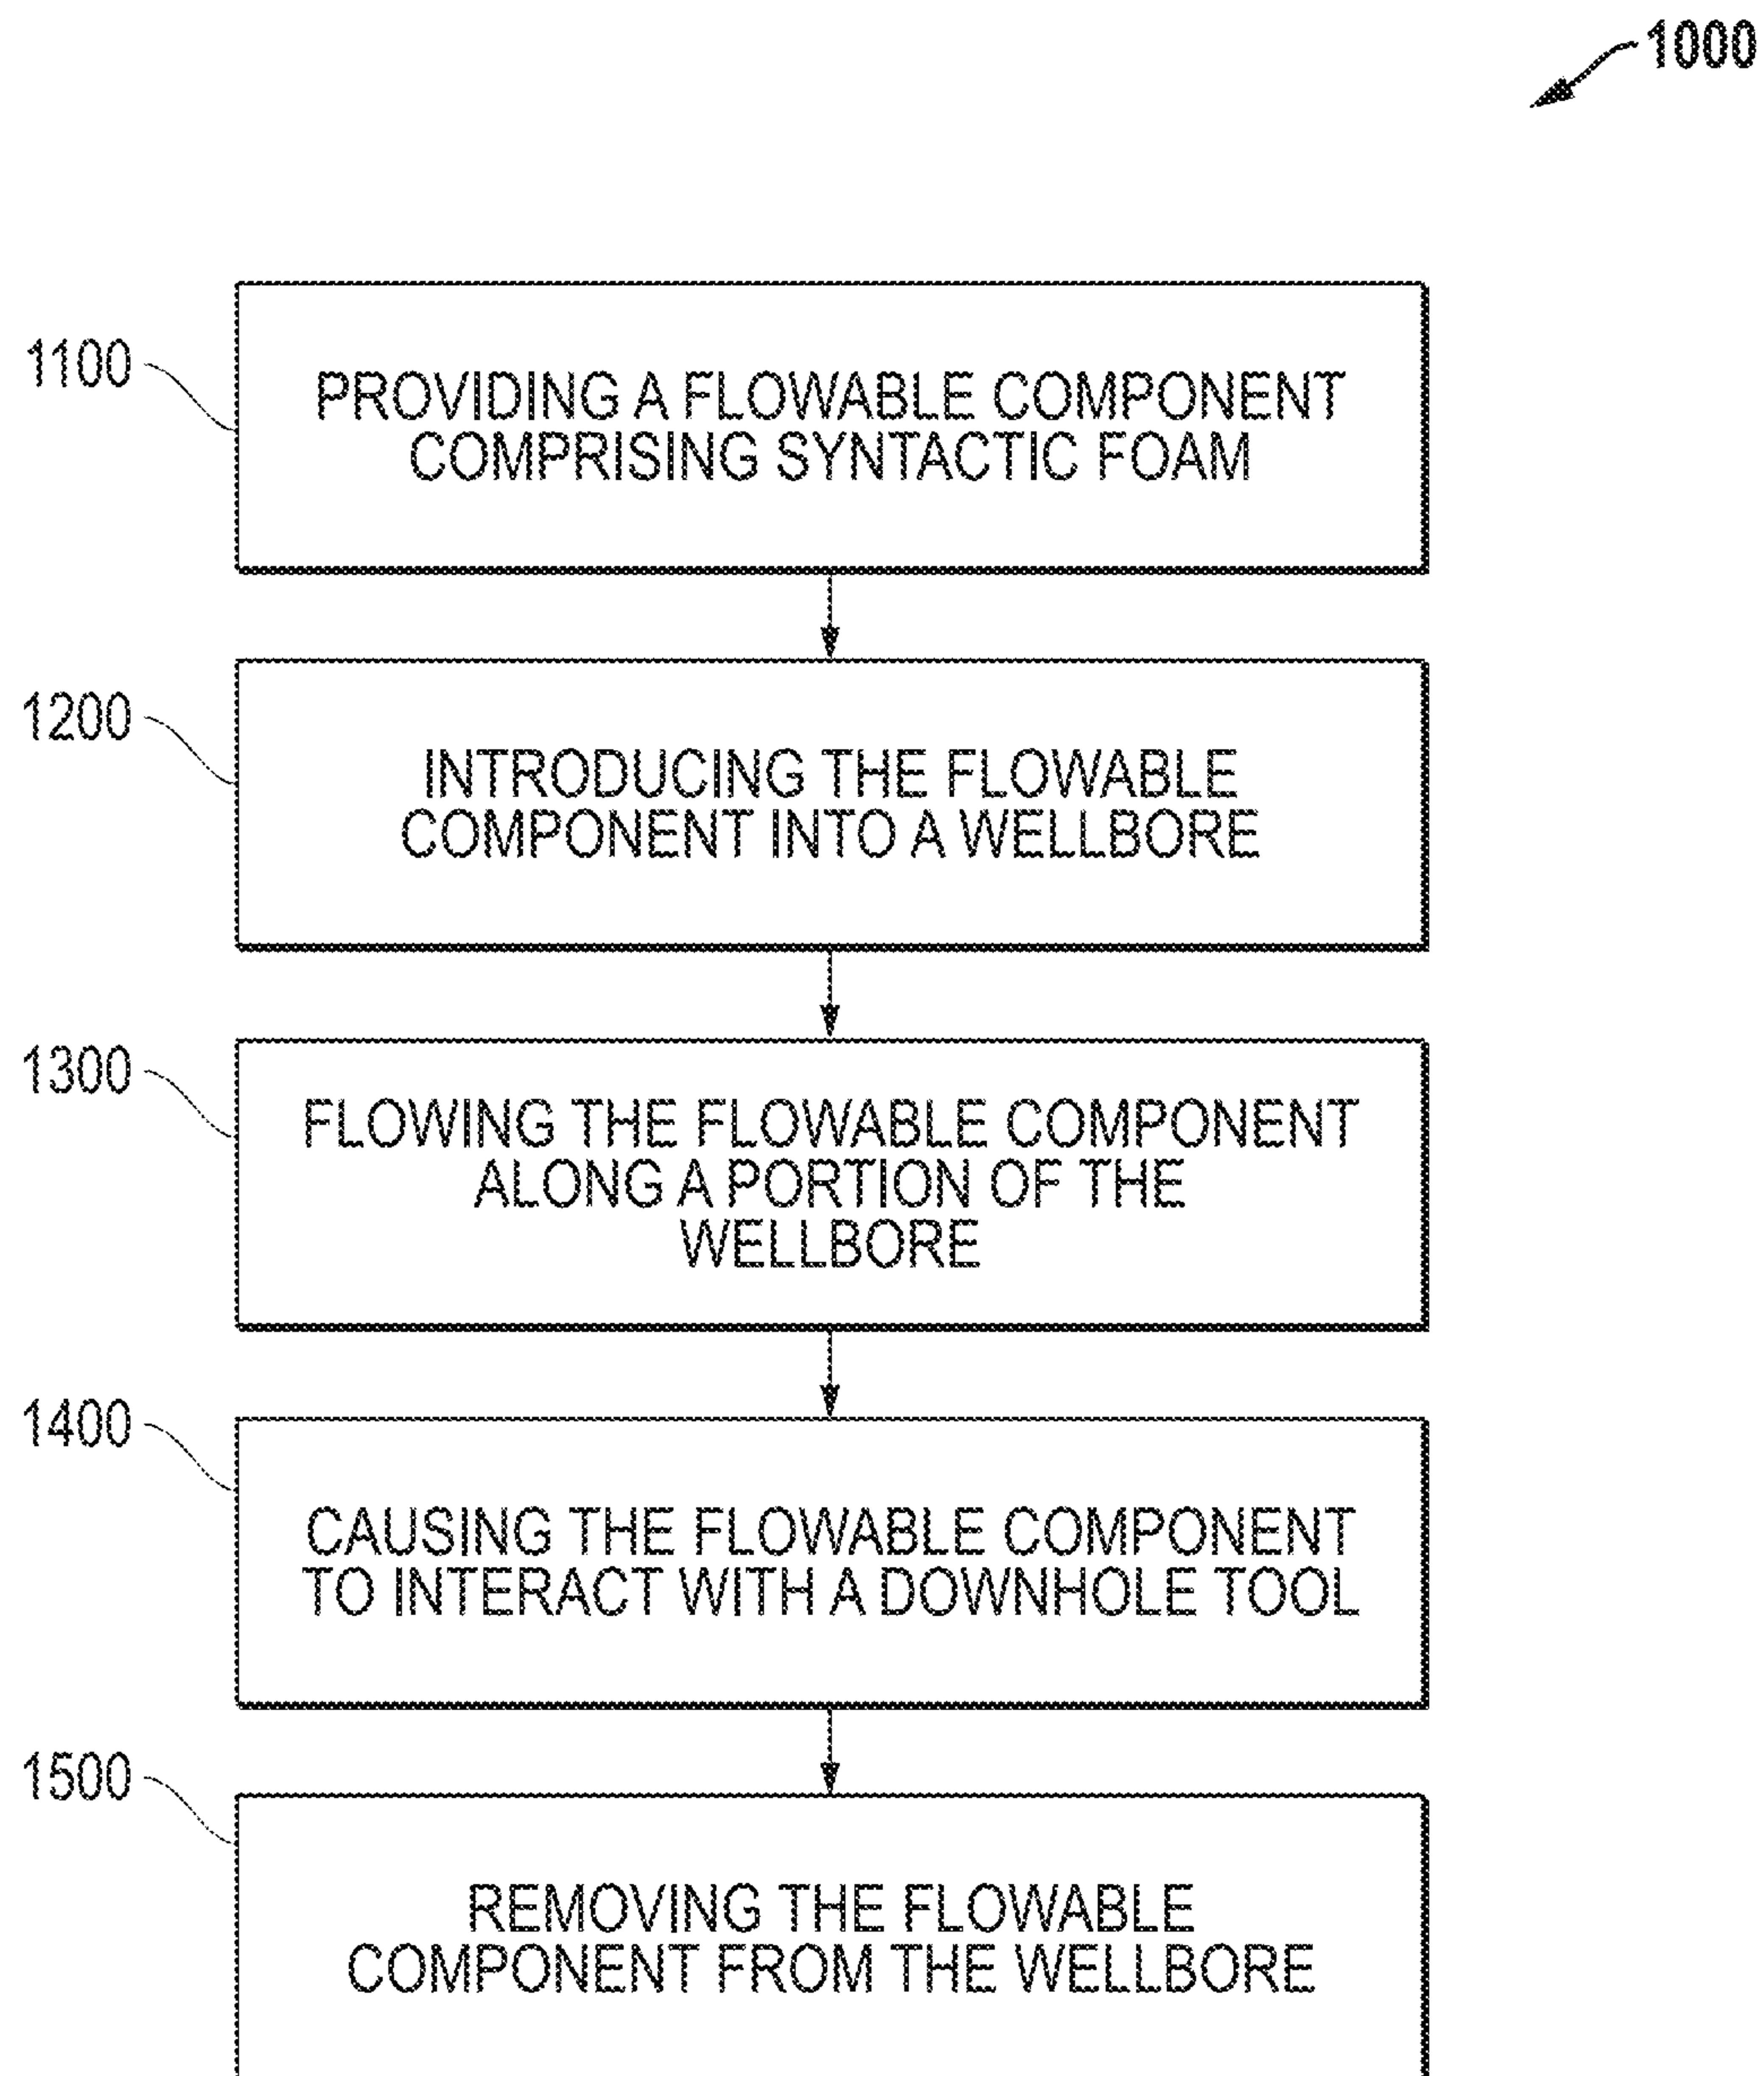 1000
1100
PROVIDING A FLOWABLE COMPONENT
COMPRISING SYNTACTIC FOAM
1200
INTRODUCING THE FLOWABLE
COMPONENT INTO A WELLBORE
1300
FLOWING THE FLOWABLE COMPONENT
ALONG A PORTION OF THE
WELLBORE
1400
CAUSING THE FLOWABLE COMPONENT
TO INTERACT WITH A DOWNHOLE TOOL
1500
REMOVING THE FLOWABLE
COMPONENT FROM THE WELLBORE